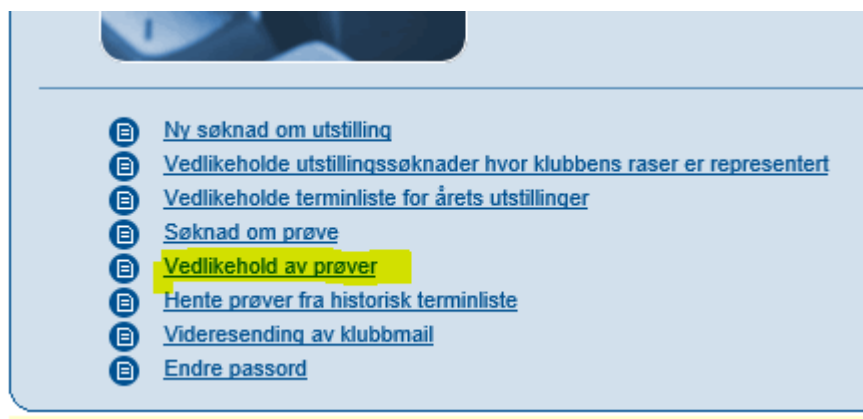 Ny søknad om utstilling
Vedlikeholde utstillingssøknader hvor klubbens raser er representert
Vedlikeholde terminliste for årets utstillinger
Søknad om prøve
Vedlikehold av prøver
Hente prøver fra historisk terminliste
Videresending av klubbmail
Endre passord